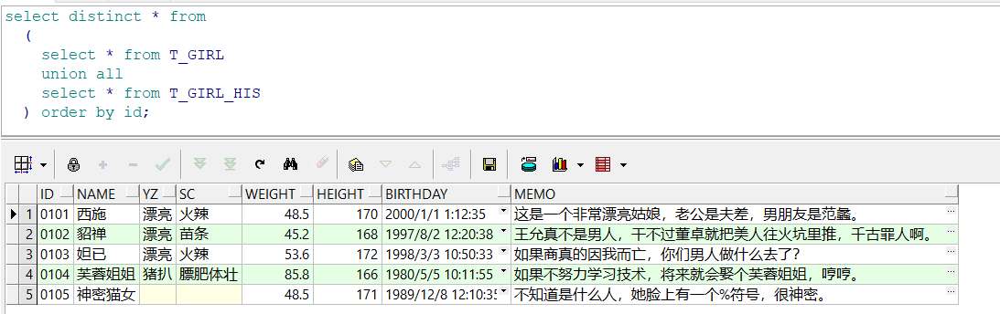 select distinct * from
(
select * from T_GIRL
union all
select * from T_GIRL_HIS
) order by id;
ID NAME YZ SC WEIGHT HEIGHT BIRTHDAY MEMO
1 0101 西施 漂亮 火辣 48.5 170 2000/1/1 1:12:35 这是一个非常漂亮姑娘，老公是夫差，男朋友是范蠡。
2 0102 貂禅 漂亮 苗条 45.2 168 1997/8/2 12:20:38 王允真不是男人，干不过董卓就把美人往火坑里推，千古罪人啊。
3 0103 妲已 漂亮 火辣 53.6 172 1998/3/3 10:50:33 如果商真的因我而亡，你们男人做什么去了？
4 0104 芙蓉姐姐 猪扒 膘肥体壮 85.8 166 1980/5/5 10:11:55 如果不努力学习技术，将来就会娶个芙蓉姐姐，哼哼。
5 0105 神密猫女 48.5 171 1989/12/8 12:10:35 不知道是什么人，她脸上有一个%符号，很神密。